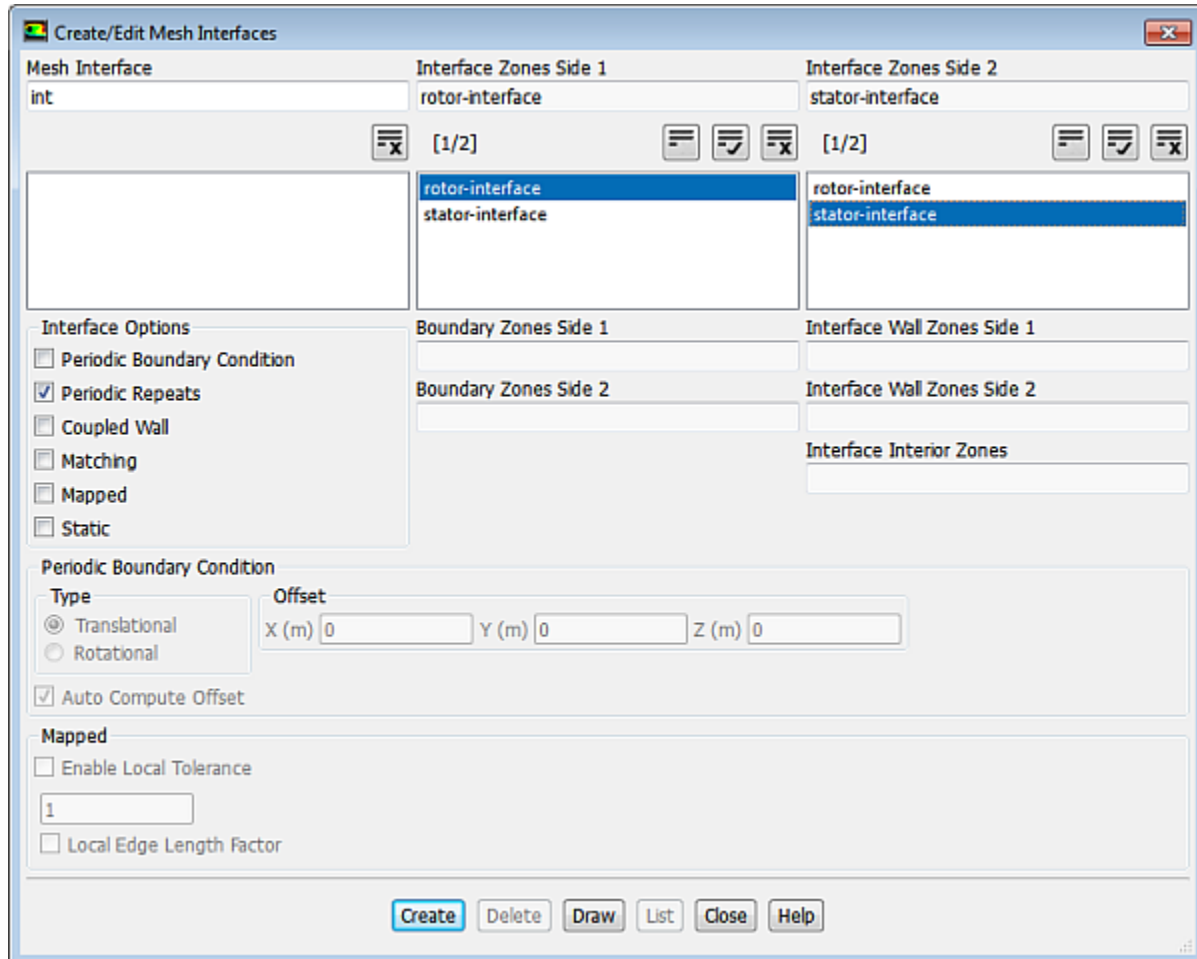 Create/Edit Mesh Interfaces
Mesh Interface Interface Zones Side 1 Interface Zones Side 2
int rotor-interface stator-interface
[1/2] [1/2]
rotor-interface rotor-interface
stator-interface stator-interface
Interface Options Boundary Zones Side 1 Interface Wall Zones Side 1
Periodic Boundary Condition
Periodic Repeats Boundary Zones Side 2 Interface Wall Zones Side 2
Coupled Wall
Matching Interface Interior Zones
Mapped
Static
Periodic Boundary Condition
Type Offset
Translational X (m) 0 Y (m) 0 Z (m) 0
Rotational
Auto Compute Offset
Mapped
Enable Local Tolerance
1
Local Edge Length Factor
Create Delete Draw List Close Help